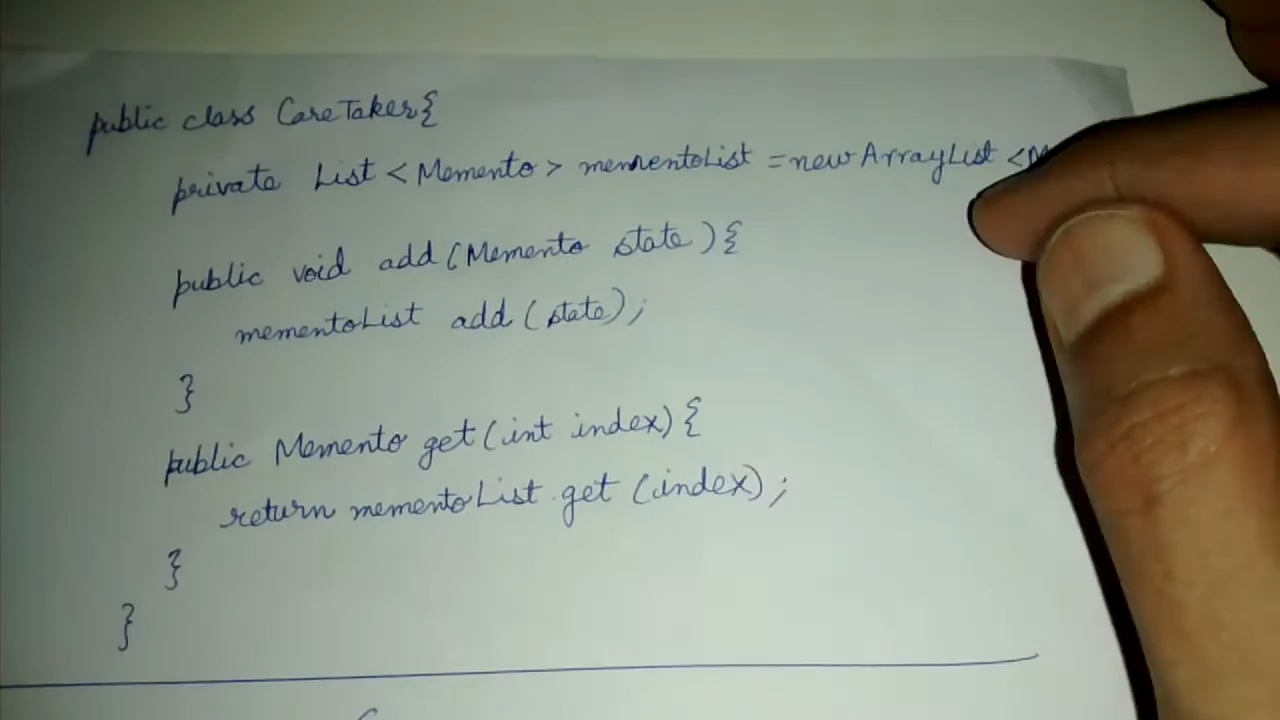 public class CareTaker{
private List <Memento> mementoList = new ArrayList <M
public void add (Memento state) {
mementoList add (state);
}
public Memento get (int index) {
return mementoList.get (index);
}
}